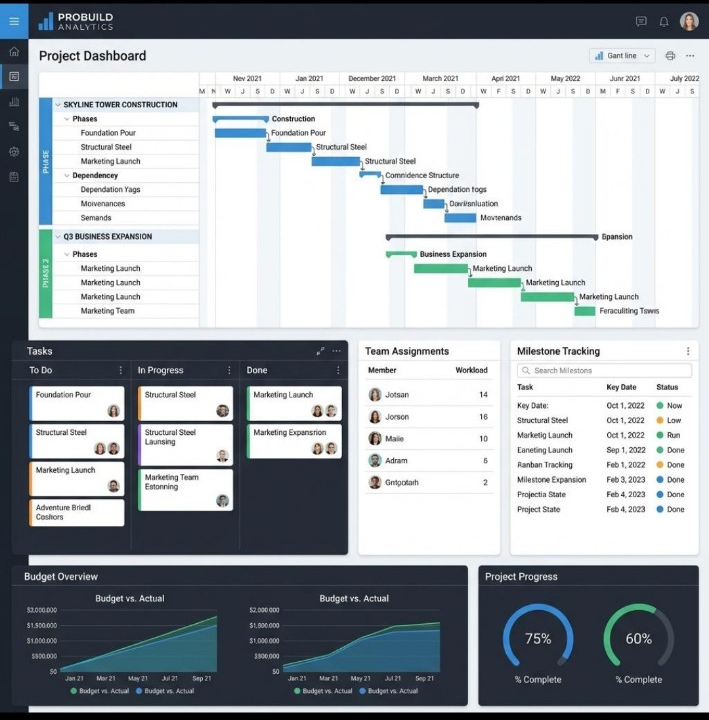 PROBUILD
ANALYTICS
Project Dashboard
Gant line
Nov 2021 Jan 2021 December 2021 March 2021 Aprti 2021 May 2022 Junr 2021 July 2022
M N W J S D W J S D W J S D W J S D M F S D W F S D M F S D W J S
PHASE
SKYLINE TOWER CONSTRUCTION
Phases Construction
Foundation Pour Foundation Pour
Structural Steel Structural Steel
Marketing Launch Structural Steel
Dependencey Comnidence Structure
Dependation Yags Dependation togs
Moivenances
Semands Movtenands
PHASE 2
Q3 BUSINESS EXPANSION Epansion
Phases Business Expansion
Marketing Launch Marketing Launch
Marketing Launch Marketing Launch
Marketing Launch Marketing Launch
Marketing Team Feraculiting Tswis
Tasks
To Do
Foundation Pour
Structural Steel
Marketing Launch
Adventure Briedl
Coskors
In Progress
Structural Steel
Structural Steel
Launsing
Marketing Team
Estonning
Done
Marketing Launch
Marketing Expansrion
Team Assignments
Member Workload
Jotsan 14
Jorson 16
Maiie 10
Adram 6
Gntpotarh 2
Milestone Tracking
Search Milestons
Task Key Date Status
Key Date: Oct 1, 2022 Now
Structural Steel Oct 1, 2022 Low
Marketig Launch Oct 1, 2022 Run
Eaneting Launch Sep 1, 2022 Done
Ranban Tracking Feb 1, 2022 Done
Milestone Expansion Feb 3, 2023 Done
Projectia State Feb 4, 2023 Done
Project State Feb 4, 2023 Done
Budget Overview
Budget vs. Actual
$2.000.000
$1,500.000
$1.000.000
$800.000
$0
Jan 21 Mar 21 May 21 Jul 21 Sep 21
Budget vs. Actual Budget vs. Actual
Budget vs. Actual
$2,000.000
$1,500.000
$1.000.000
$800.000
$0
Jan 21 Mar 21 May 21 Jul 21 Sep 21
Budget vs. Actual Budget vs. Actual
Project Progress
75%
% Complete
60%
% Complete